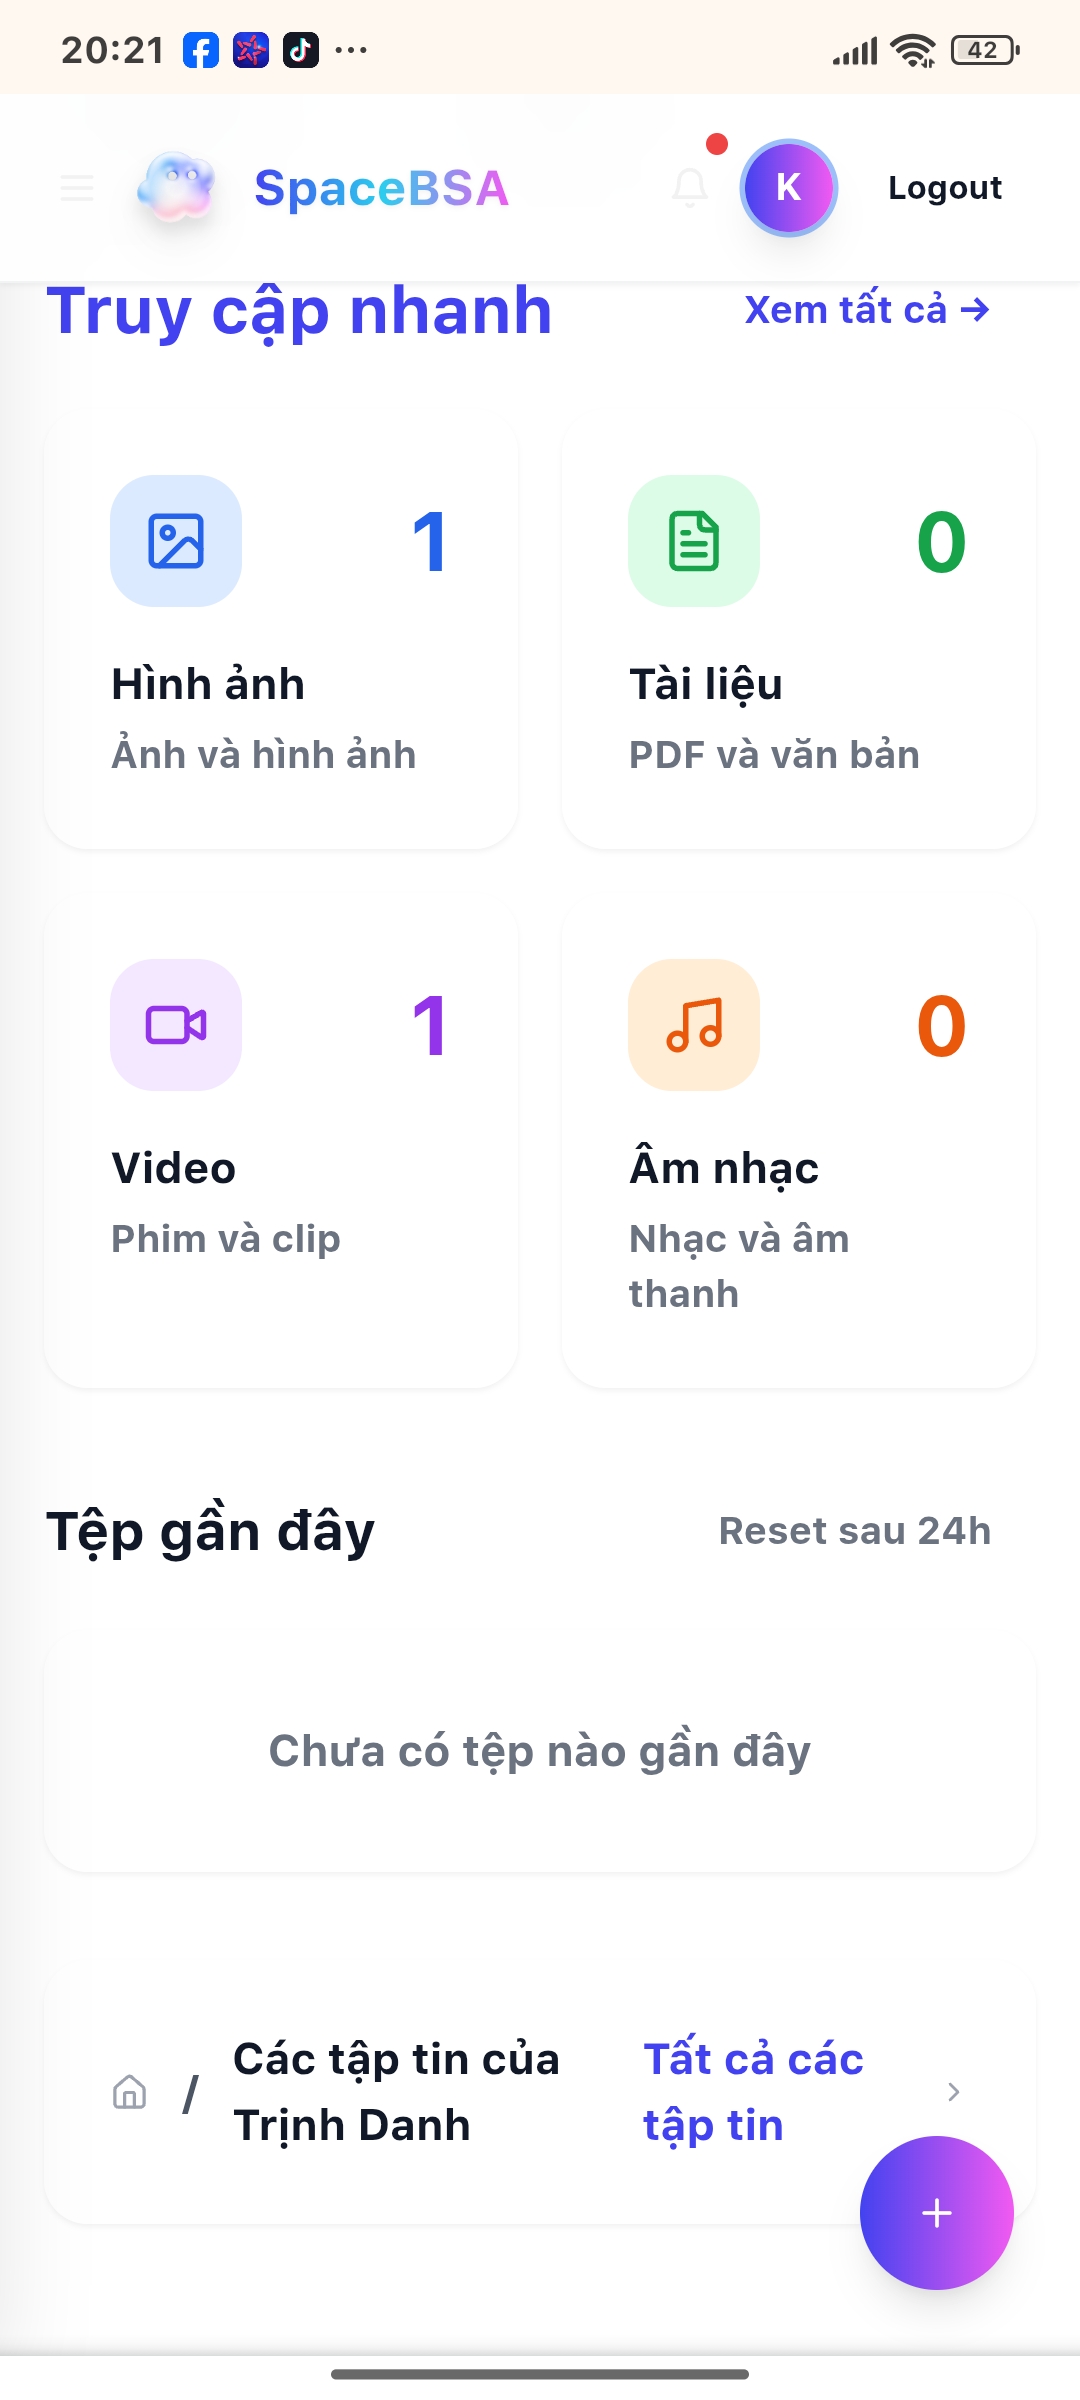 20:21
42
SpaceBSA
K
Logout
Truy cập nhanh
Xem tất cả →
1
0
Hình ảnh
Tài liệu
Ảnh và hình ảnh
PDF và văn bản
1
0
Video
Âm nhạc
Phim và clip
Nhạc và âm
thanh
Tệp gần đây
Reset sau 24h
Chưa có tệp nào gần đây
/
Các tập tin của
Trịnh Danh
Tất cả các
tập tin